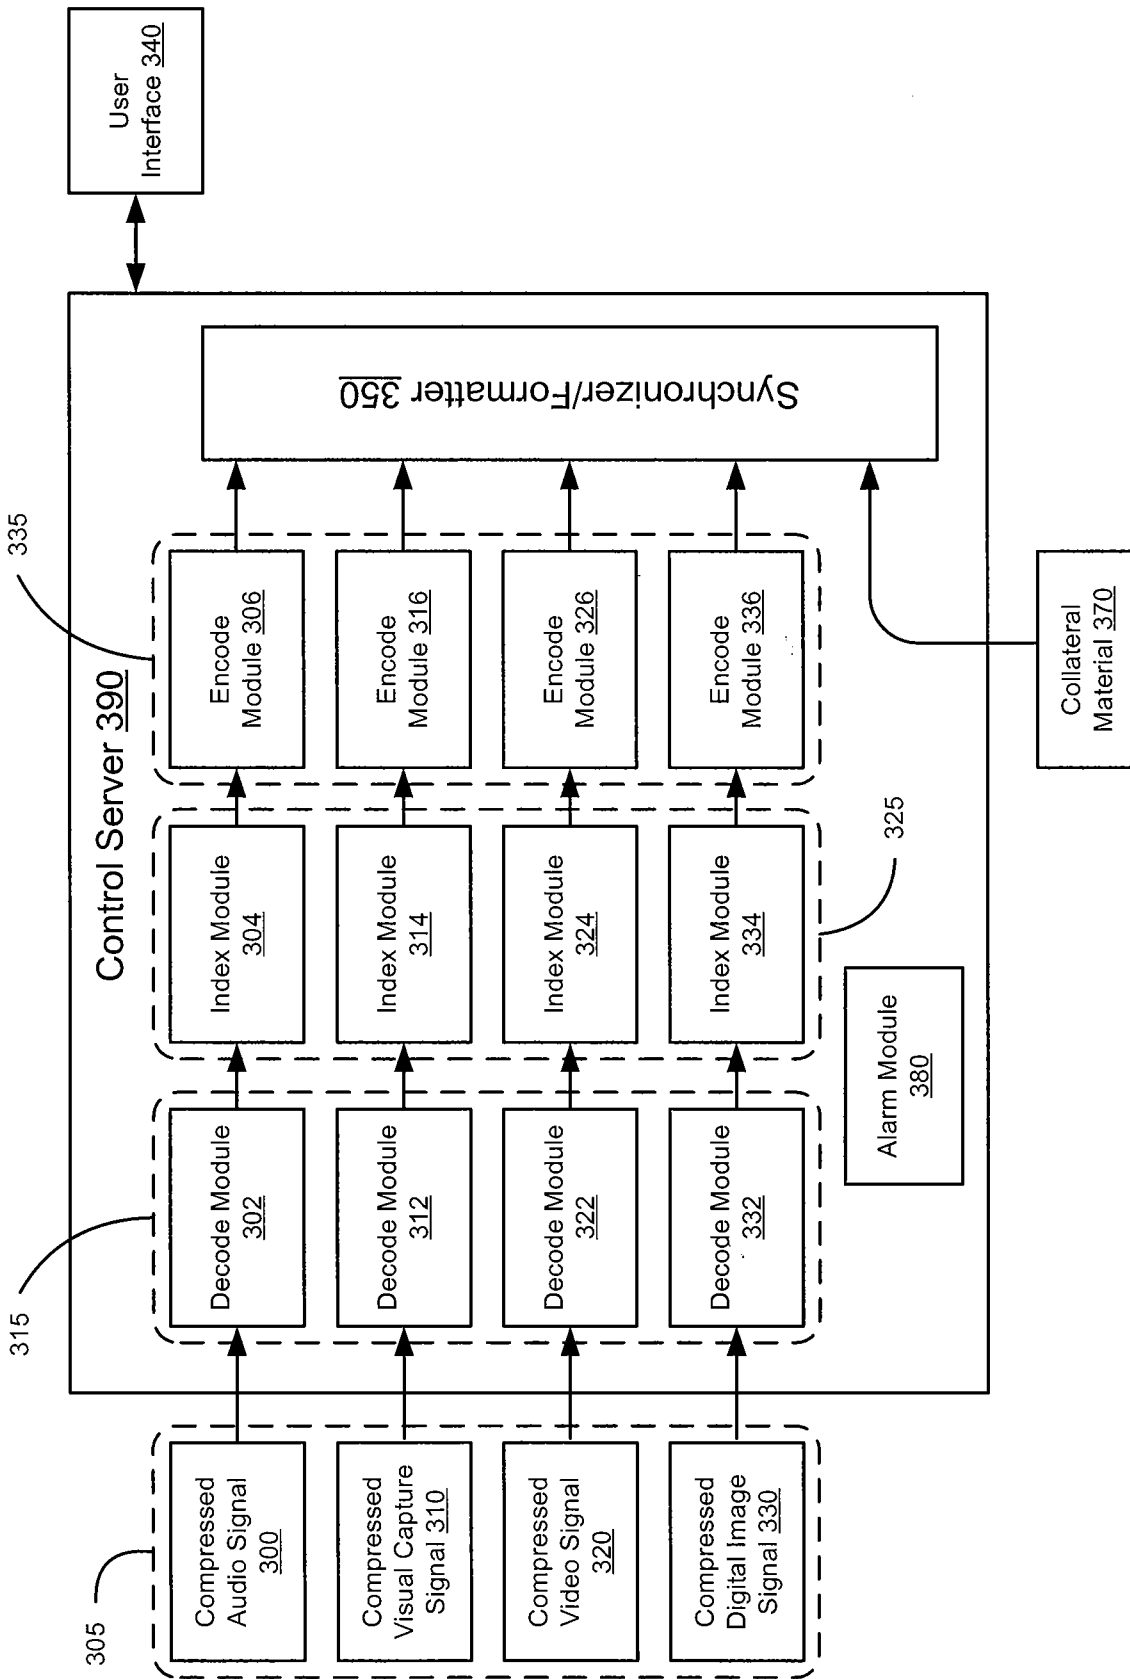 305
Compressed
Audio Signal
300
Compressed
Visual Capture
Signal 310
Compressed
Video Signal
320
Compressed
Digital Image
Signal 330
Control Server 390
315
Decode Module
302
Decode Module
312
Decode Module
322
Decode Module
332
325
Index Module
304
Index Module
314
Index Module
324
Index Module
334
335
Encode
Module 306
Encode
Module 316
Encode
Module 326
Encode
Module 336
Synchronizer/Formatter 350
Alarm Module
380
User
Interface 340
Collateral
Material 370